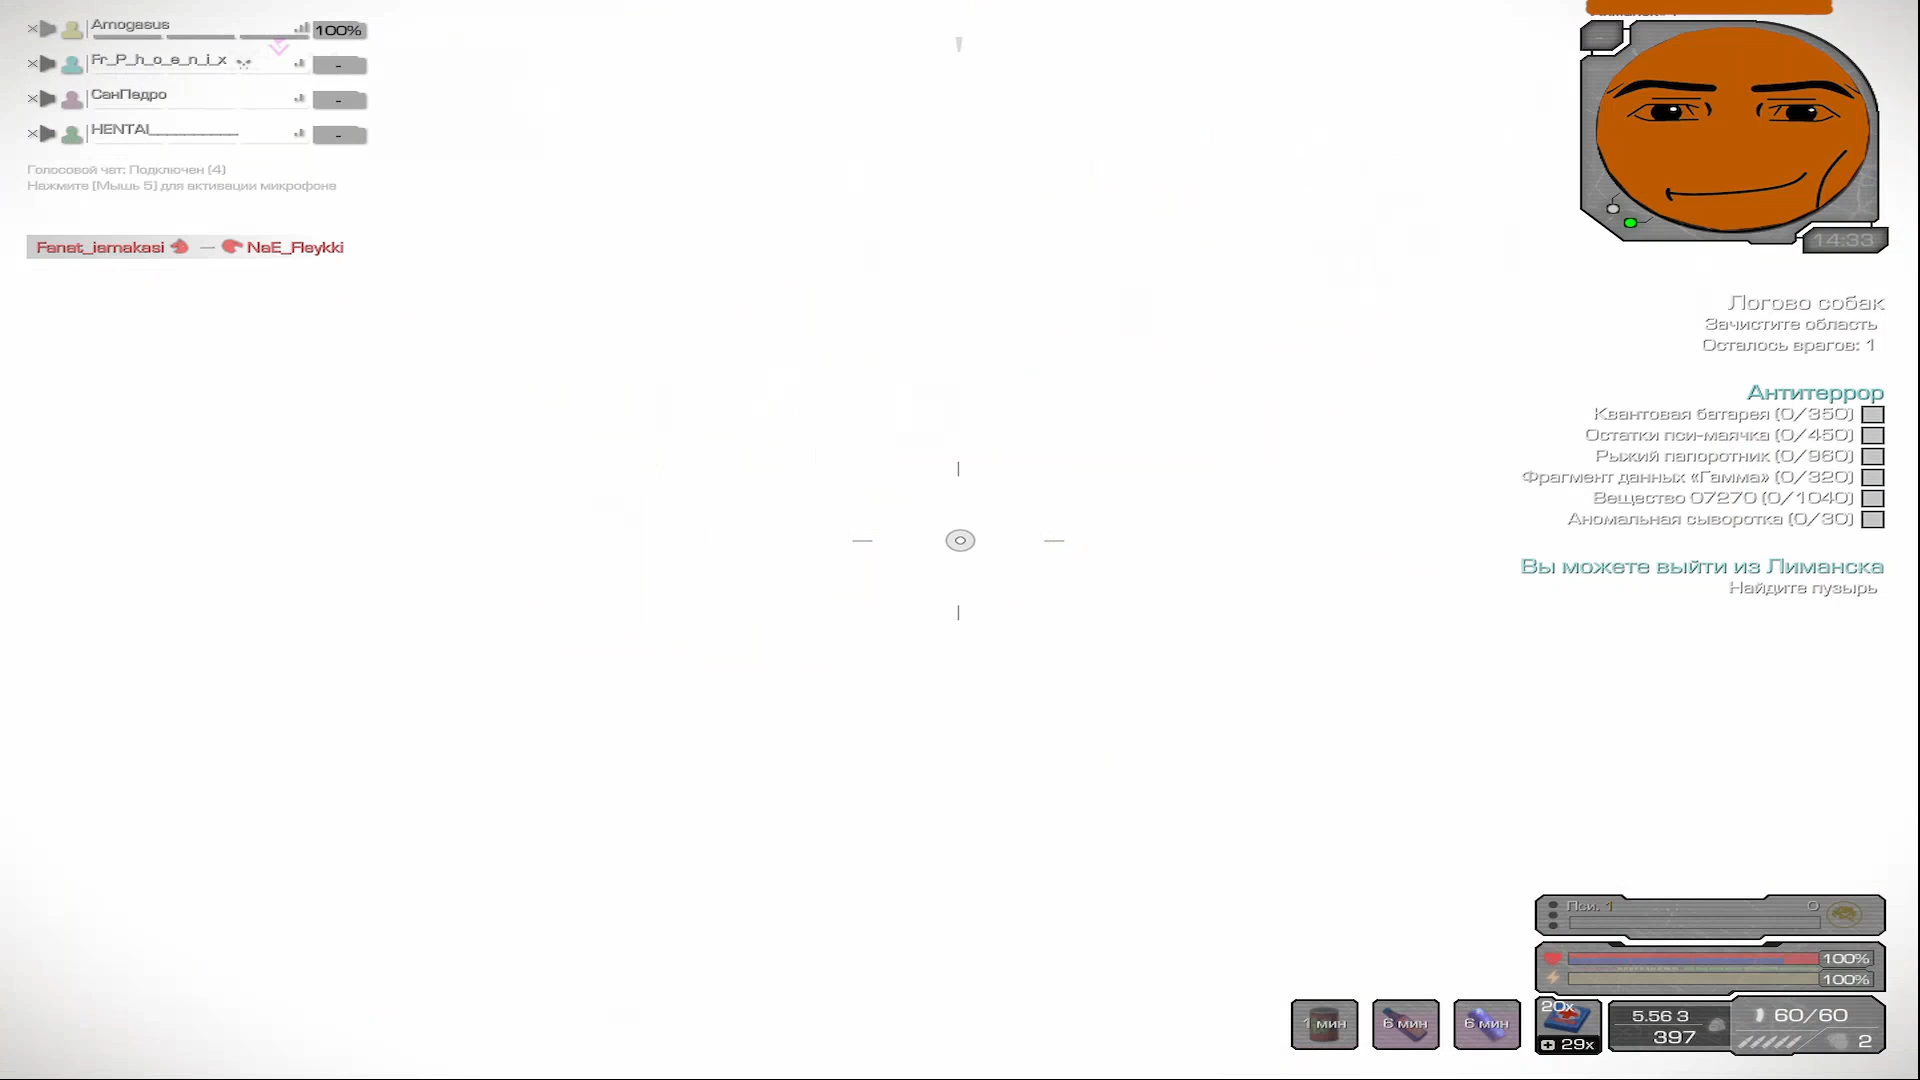 Amogasus
100%
Fr_P_h_o_e_n_i_x
-
СанПедро
-
HENTAI___________
-
Голосовой чат: Подключен (4)
Нажмите [Мышь 5] для активации микрофона
Fanat_iamakasi — NaE_Fleykki
14:33
Логово собак
Зачистите область
Осталось врагов: 1
Антитеррор
Квантовая батарея (0/350)
Остатки пси-маячка (0/450)
Рыжий папоротник (0/960)
Фрагмент данных «Гамма» (0/320)
Вещество 07270 (0/1040)
Аномальная сыворотка (0/30)
Вы можете выйти из Лиманска
Найдите пузырь
Пси. 1 0
100%
100%
1 мин 6 мин 6 мин
20x
29x
5.56 3
397
60/60
2